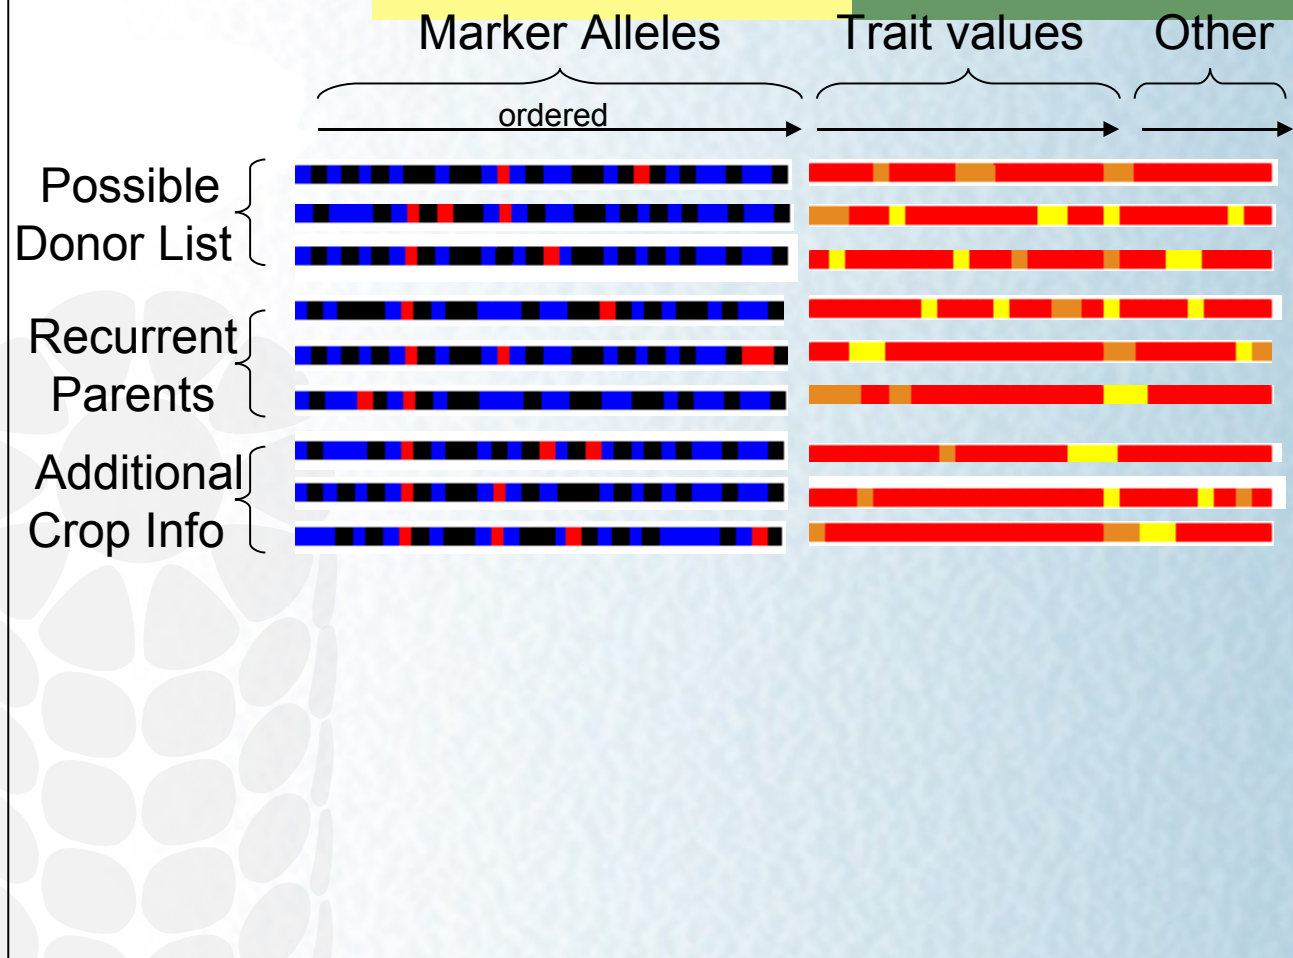 Marker Alleles
Trait values
Other
ordered
Possible
Donor List
Recurrent
Parents
Additional
Crop Info